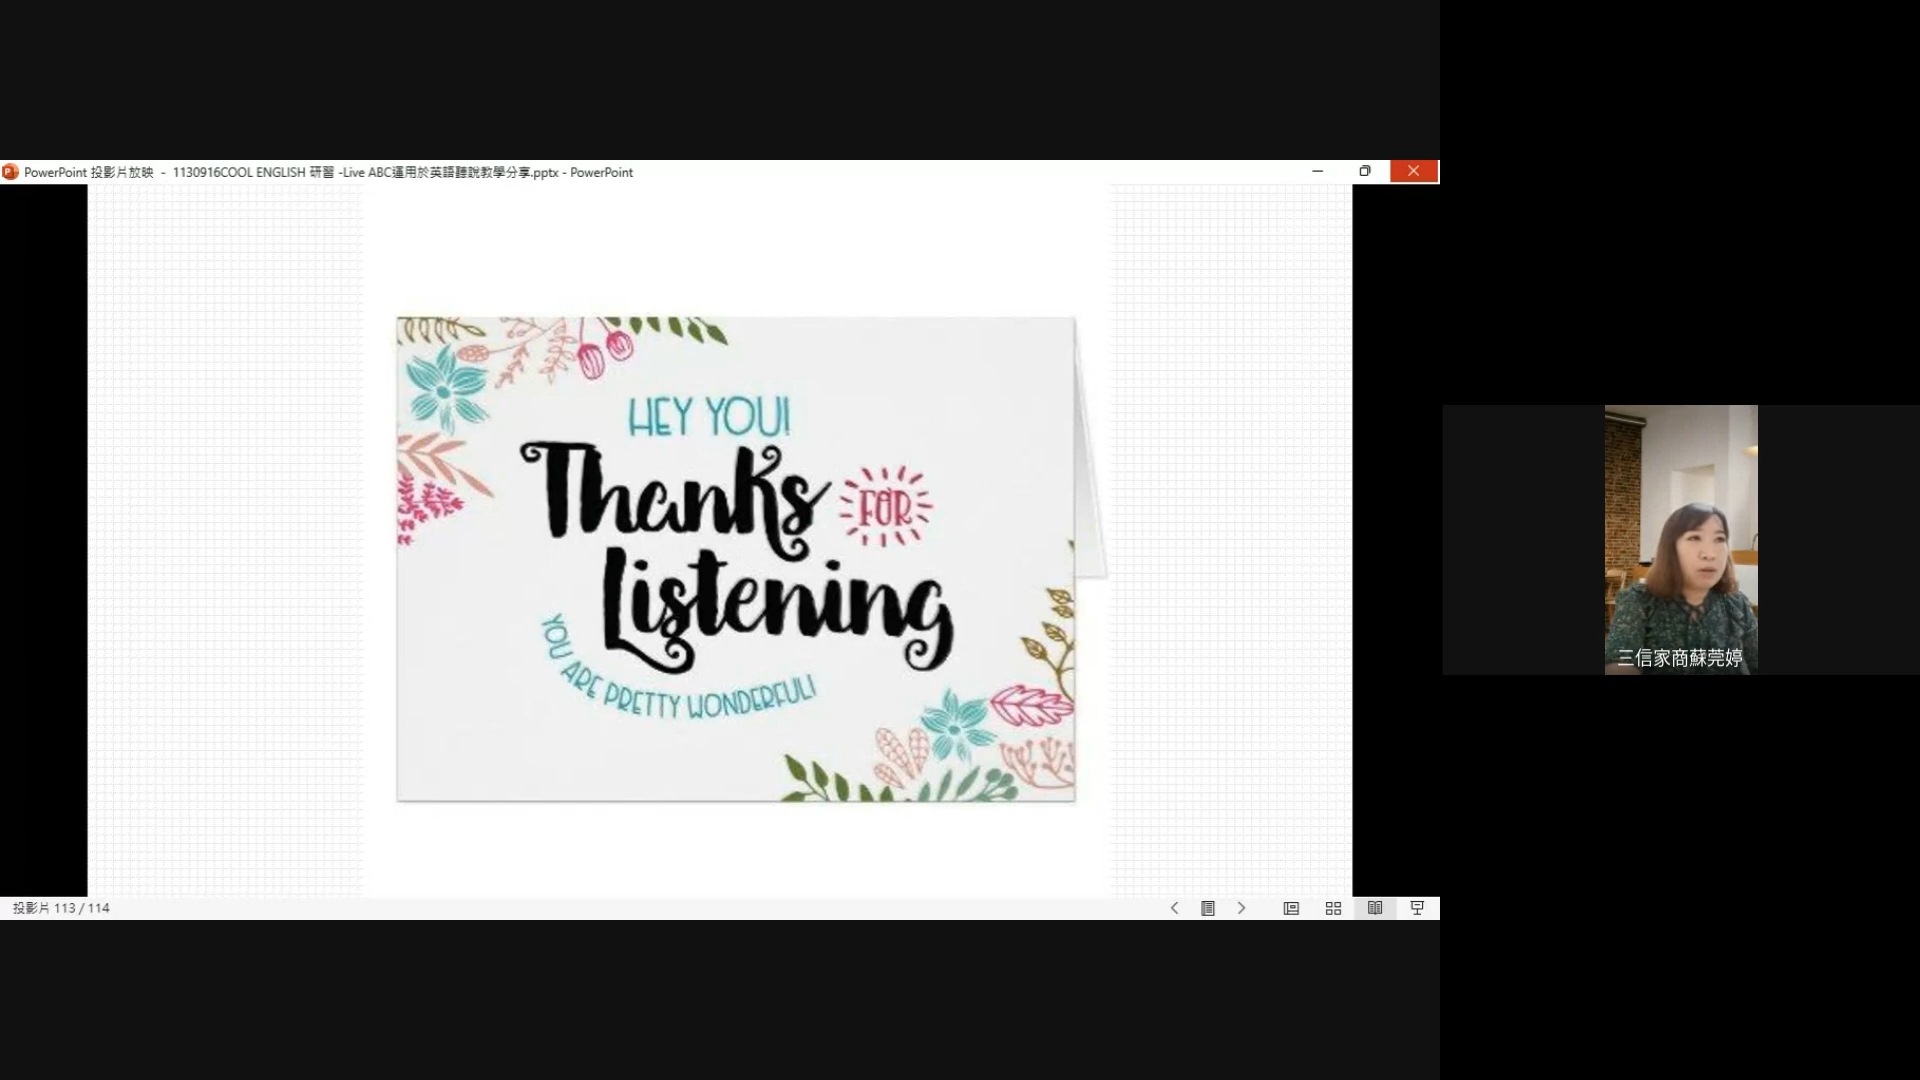 PowerPoint 投影片放映 - 1130916COOL ENGLISH 研習 -Live ABC運用於英語聽說教學分享.pptx - PowerPoint
HEY YOU!
Thanks FOR
Listening
YOU ARE PRETTY WONDERFUL!
三信家商蘇莞婷
投影片 113 / 114